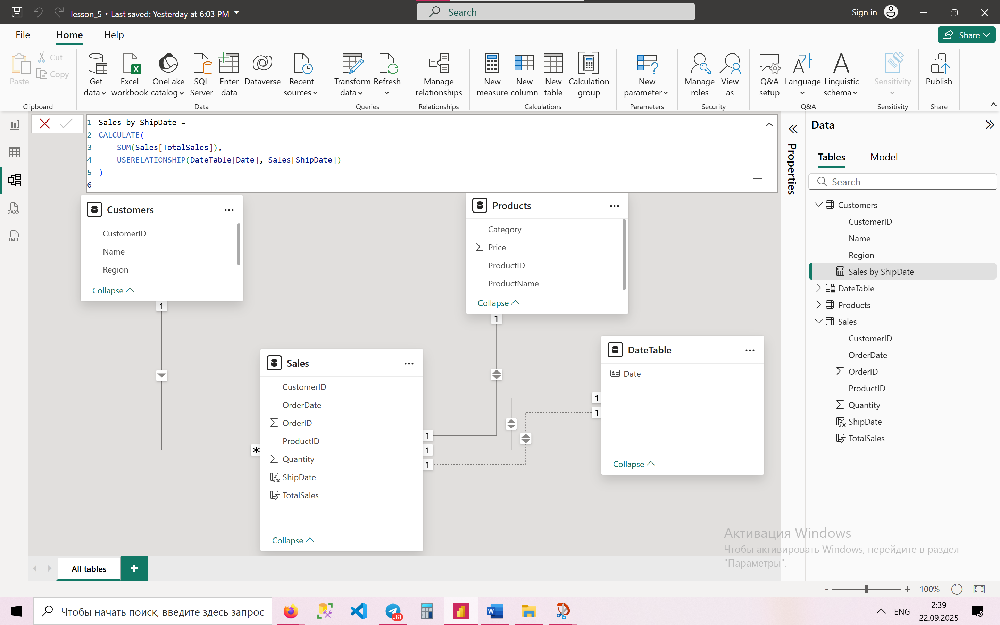 lesson_5 • Last saved: Yesterday at 6:03 PM
Search
Sign in
File
Home
Help
Share
Paste
Cut
Copy
Clipboard
Get data
Excel workbook
OneLake catalog
SQL Server
Enter data
Dataverse
Recent sources
Data
Transform data
Refresh
Queries
Manage relationships
Relationships
New measure
New column
New table
Calculation group
Calculations
New parameter
Parameters
Manage roles
View as
Security
Q&A setup
Language
Linguistic schema
Q&A
Sensitivity
Sensitivity
Publish
Share
1 Sales by ShipDate =
2 CALCULATE(
3 SUM(Sales[TotalSales]),
4 USERELATIONSHIP(DateTable[Date], Sales[ShipDate])
5 )
6
DAX
TMDL
Customers
CustomerID
Name
Region
Collapse
1
*
Products
Category
Price
ProductID
ProductName
Collapse
1
Sales
CustomerID
OrderDate
OrderID
ProductID
Quantity
ShipDate
TotalSales
Collapse
1
1
1
DateTable
Date
Collapse
1
1
Properties
Data
Tables
Model
Search
Customers
CustomerID
Name
Region
Sales by ShipDate
DateTable
Products
Sales
CustomerID
OrderDate
OrderID
ProductID
Quantity
ShipDate
TotalSales
Активация Windows
Чтобы активировать Windows, перейдите в раздел
"Параметры".
All tables
+
- + 100%
Чтобы начать поиск, введите здесь запрос
..81
ENG
2:39
22.09.2025